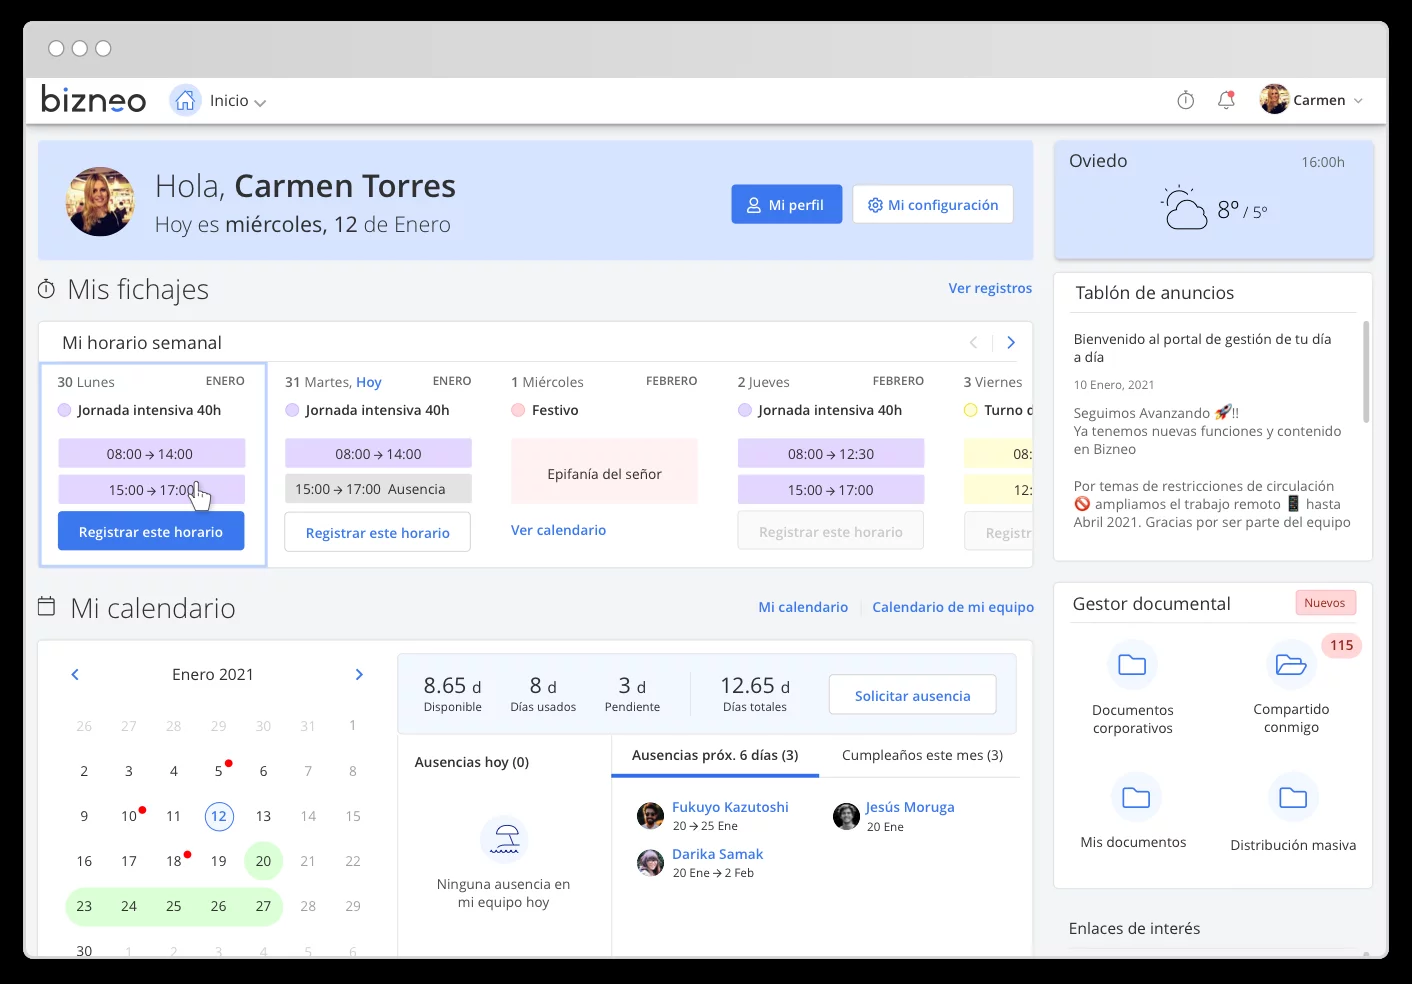 bizneo
Inicio
Carmen
Hola, Carmen Torres
Hoy es miércoles, 12 de Enero
Mi perfil
Mi configuración
Oviedo
16:00h
8º / 5º
Mis fichajes
Ver registros
Mi horario semanal
30 Lunes ENERO
Jornada intensiva 40h
08:00 → 14:00
15:00 → 17:00
Registrar este horario
31 Martes, Hoy ENERO
Jornada intensiva 40h
08:00 → 14:00
15:00 → 17:00 Ausencia
Registrar este horario
1 Miércoles FEBRERO
Festivo
Epifanía del señor
Ver calendario
2 Jueves FEBRERO
Jornada intensiva 40h
08:00 → 12:30
15:00 → 17:00
Registrar este horario
3 Viernes
Turno d
08:
12:
Registr
Tablón de anuncios
Bienvenido al portal de gestión de tu día
a día
10 Enero, 2021
Seguimos Avanzando 🚀!!
Ya tenemos nuevas funciones y contenido
en Bizneo
Por temas de restricciones de circulación
🚫 ampliamos el trabajo remoto 📱 hasta
Abril 2021. Gracias por ser parte del equipo
Mi calendario
Mi calendario
Calendario de mi equipo
Enero 2021
26 27 28 29 30 31 1
2 3 4 5 6 7 8
9 10 11 12 13 14 15
16 17 18 19 20 21 22
23 24 25 26 27 28 29
30 1 2 3 4 5 6
8.65 d
Disponible
8 d
Días usados
3 d
Pendiente
12.65 d
Días totales
Solicitar ausencia
Ausencias hoy (0)
Ninguna ausencia en
mi equipo hoy
Ausencias próx. 6 días (3)
Cumpleaños este mes (3)
Fukuyo Kazutoshi
20 → 25 Ene
Jesús Moruga
20 Ene
Darika Samak
20 Ene → 2 Feb
Gestor documental
Nuevos
115
Documentos
corporativos
Compartido
conmigo
Mis documentos
Distribución masiva
Enlaces de interés